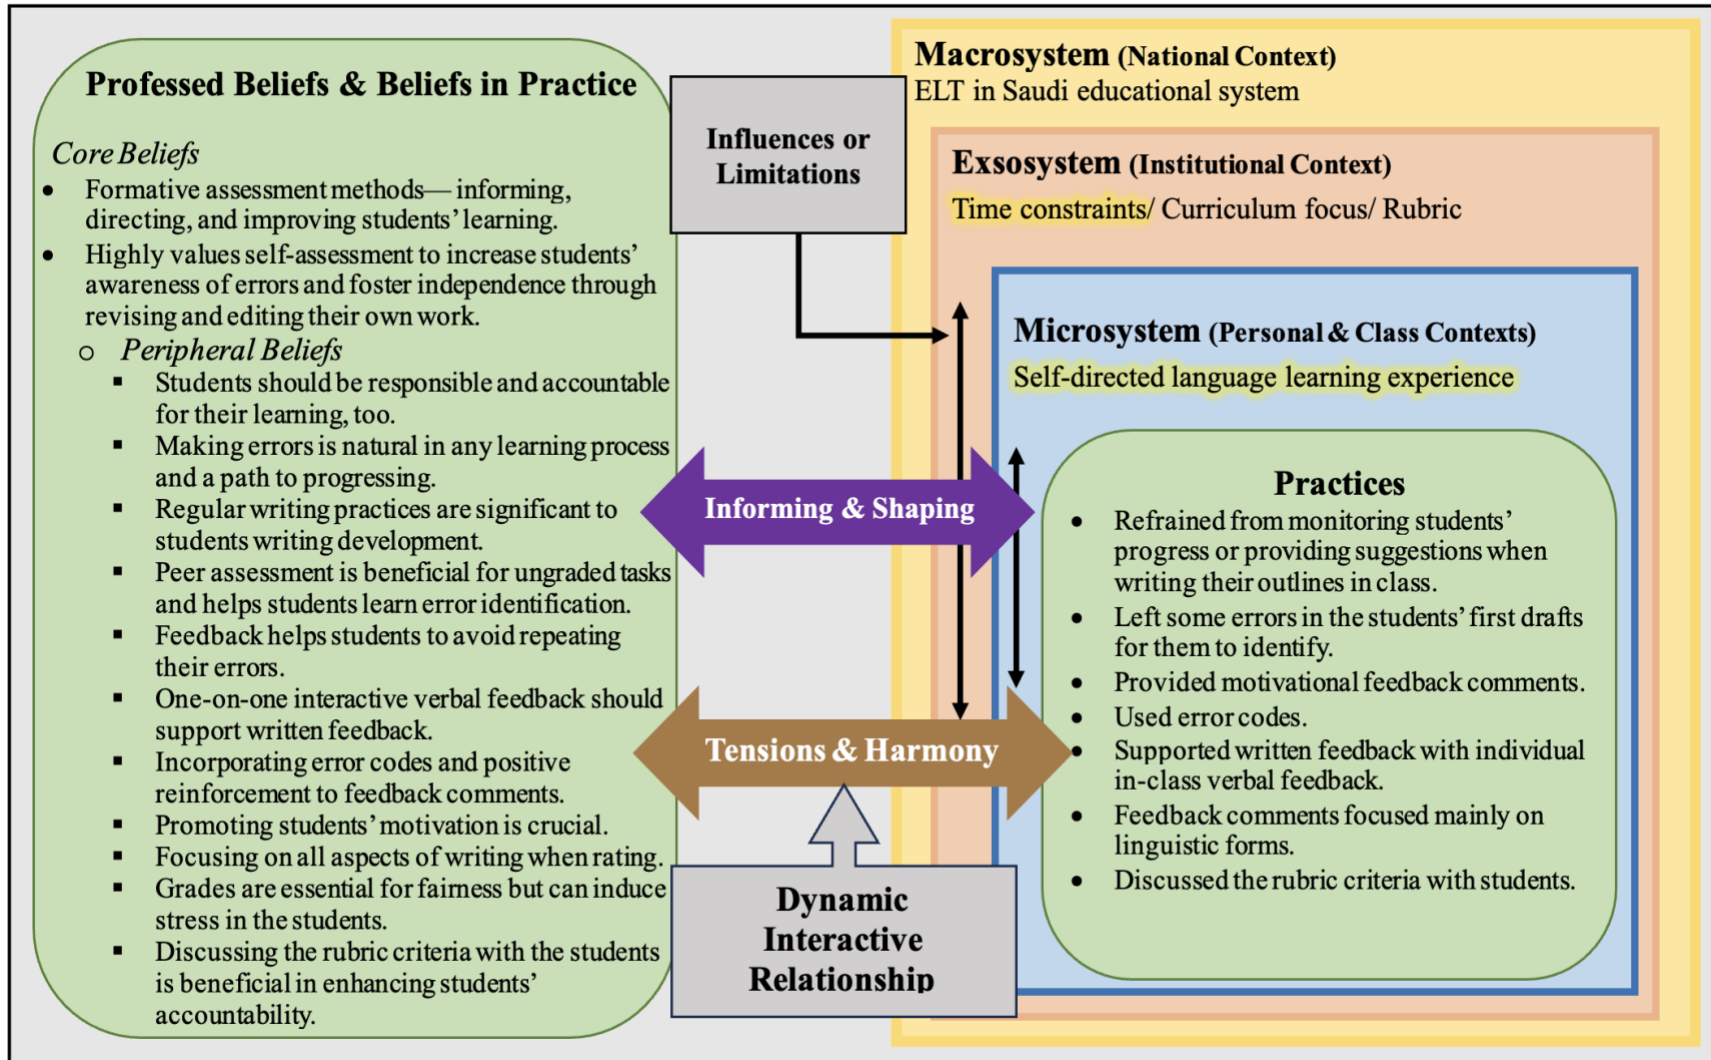 Professed Beliefs & Beliefs in Practice
Core Beliefs
• Formative assessment methods— informing,
directing, and improving students' learning.
• Highly values self-assessment to increase students'
awareness of errors and foster independence through
revising and editing their own work.
o Peripheral Beliefs
▪ Students should be responsible and accountable
for their learning, too.
▪ Making errors is natural in any learning process
and a path to progressing.
▪ Regular writing practices are significant to
students writing development.
▪ Peer assessment is beneficial for ungraded tasks
and helps students learn error identification.
▪ Feedback helps students to avoid repeating
their errors.
▪ One-on-one interactive verbal feedback should
support written feedback.
▪ Incorporating error codes and positive
reinforcement to feedback comments.
▪ Promoting students' motivation is crucial.
▪ Focusing on all aspects of writing when rating.
▪ Grades are essential for fairness but can induce
stress in the students.
▪ Discussing the rubric criteria with the students
is beneficial in enhancing students'
accountability.
Influences or
Limitations
Informing & Shaping
Tensions & Harmony
Dynamic
Interactive
Relationship
Macrosystem (National Context)
ELT in Saudi educational system
Exsosystem (Institutional Context)
Time constraints/ Curriculum focus/ Rubric
Microsystem (Personal & Class Contexts)
Self-directed language learning experience
Practices
• Refrained from monitoring students'
progress or providing suggestions when
writing their outlines in class.
• Left some errors in the students' first drafts
for them to identify.
• Provided motivational feedback comments.
• Used error codes.
• Supported written feedback with individual
in-class verbal feedback.
• Feedback comments focused mainly on
linguistic forms.
• Discussed the rubric criteria with students.